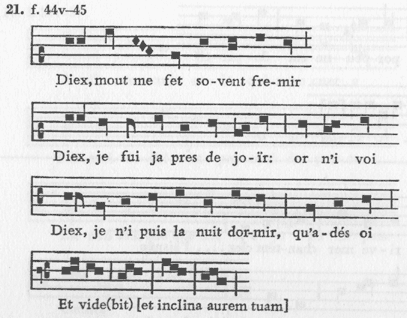 21. f. 44v–45
Diex, mout me fet so-vent fre-mir
Diex, je fui ja pres de jo-ïr: or n'i voi
Diex, je n'i puis la nuit dor-mir, qu'a-dés oi
Et vide(bit) [et inclina aurem tuam]